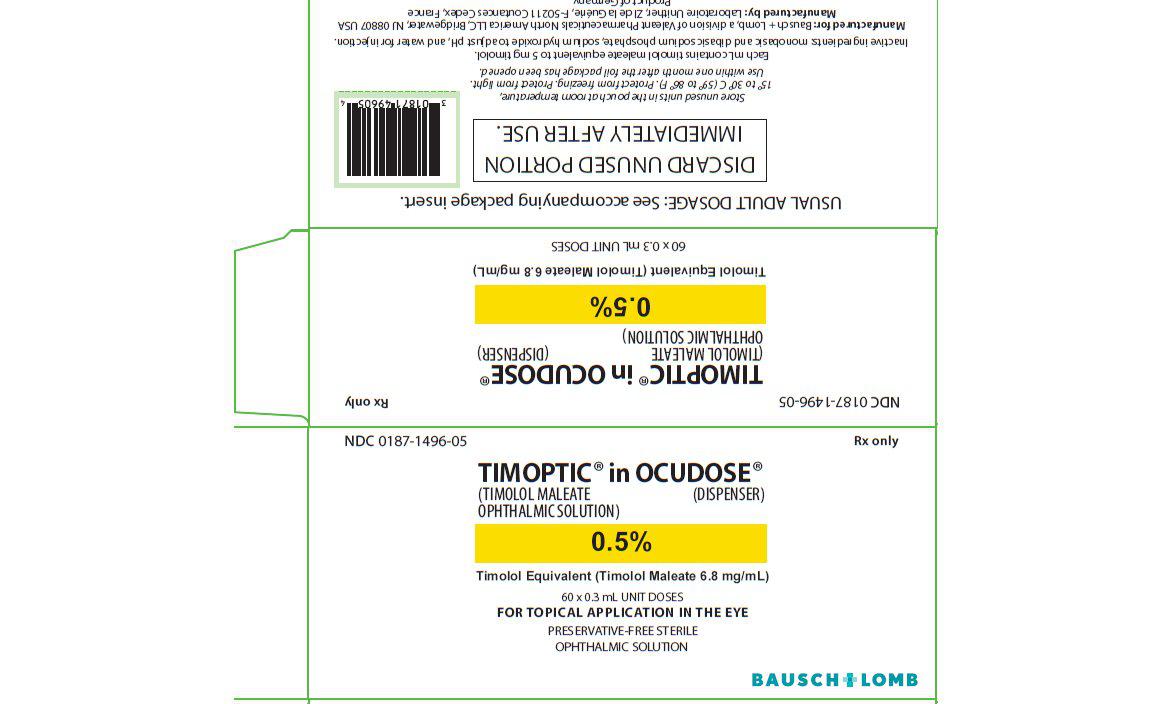 Product of Germany
Manufactured by: Laboratoire Unither, ZI de la Guérie, F-50211 Coutances Cedex, France
Manufactured for: Bausch + Lomb, a division of Valeant Pharmaceuticals North America LLC, Bridgewater, NJ 08807 USA
Inactive ingredients: monobasic and dibasic sodium phosphate, sodium hydroxide to adjust pH, and water for injection.
Each mL contains timolol maleate equivalent to 5 mg timolol.
Use within one month after the foil package has been opened.
15° to 30° C (59° to 86° F). Protect from freezing. Protect from light.
Store unused units in the pouch at room temperature,
3 01871 49605 4
IMMEDIATELY AFTER USE.
DISCARD UNUSED PORTION
USUAL ADULT DOSAGE: See accompanying package insert.
60 x 0.3 mL UNIT DOSES
Timolol Equivalent (Timolol Maleate 6.8 mg/mL)
0.5%
OPHTHALMIC SOLUTION)
(TIMOLOL MALEATE (DISPENSER)
TIMOPTIC® in OCUDOSE®
NDC 0187-1496-05 Rx only
NDC 0187-1496-05 Rx only
TIMOPTIC® in OCUDOSE®
(TIMOLOL MALEATE (DISPENSER)
OPHTHALMIC SOLUTION)
0.5%
Timolol Equivalent (Timolol Maleate 6.8 mg/mL)
60 x 0.3 mL UNIT DOSES
FOR TOPICAL APPLICATION IN THE EYE
PRESERVATIVE-FREE STERILE
OPHTHALMIC SOLUTION
BAUSCH + LOMB